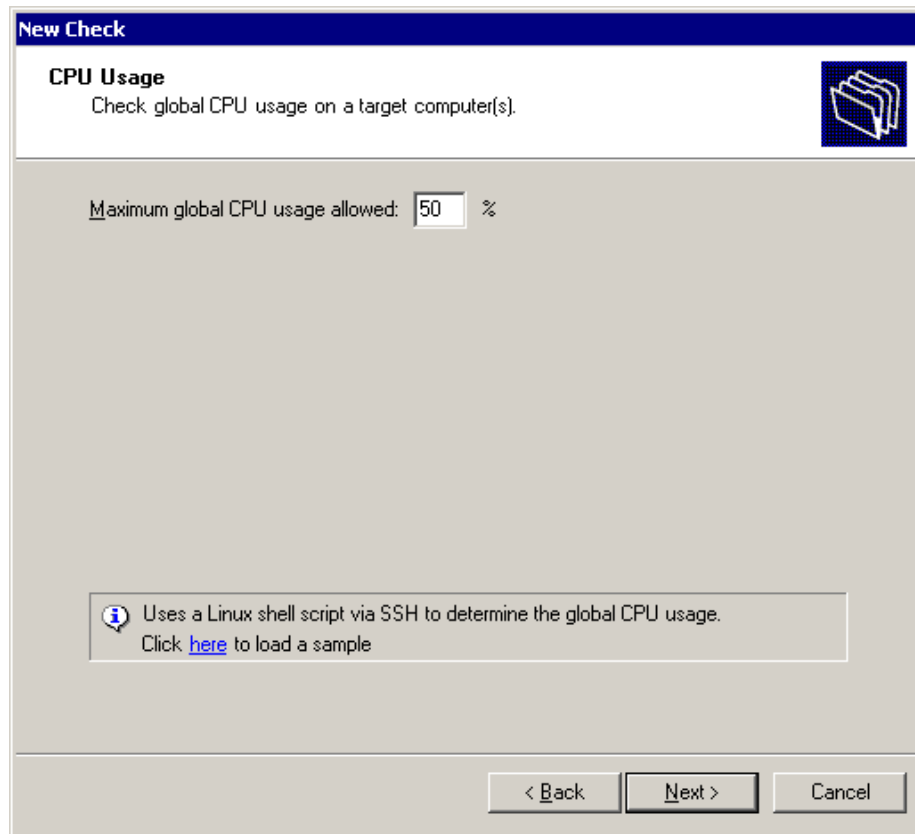 New Check
CPU Usage
Check global CPU usage on a target computer(s).
Maximum global CPU usage allowed: 50 %
Uses a Linux shell script via SSH to determine the global CPU usage.
Click here to load a sample
< Back Next > Cancel